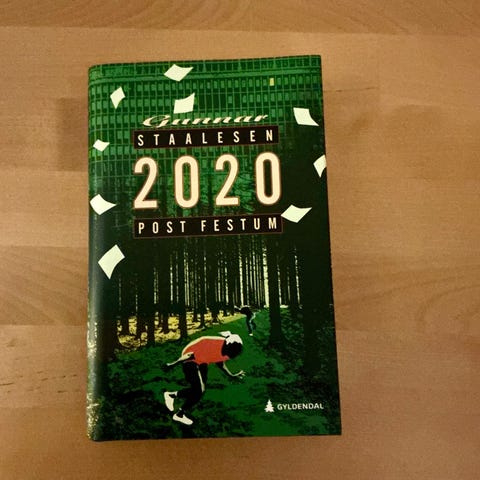 Gunnar
STAALESEN
2020
POST FESTUM
GYLDENDAL